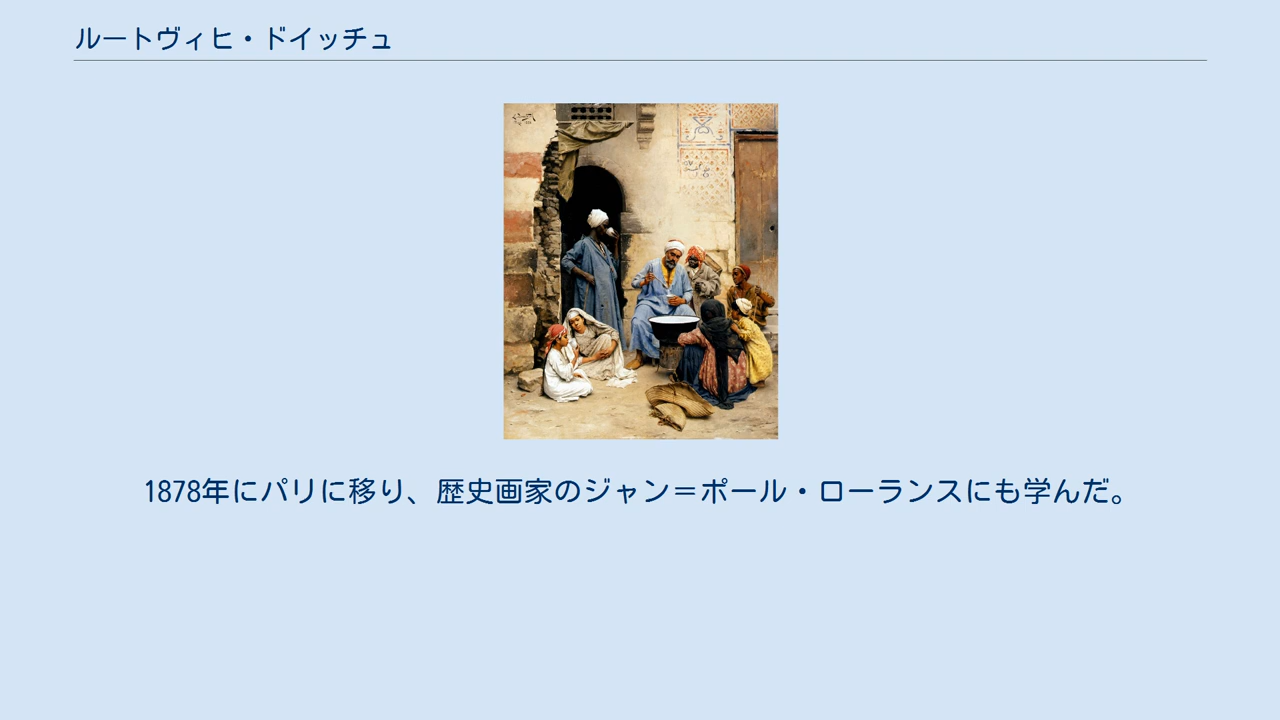 ルートヴィヒ・ドイッチュ
1878年にパリに移り、歴史画家のジャン＝ポール・ローランスにも学んだ。